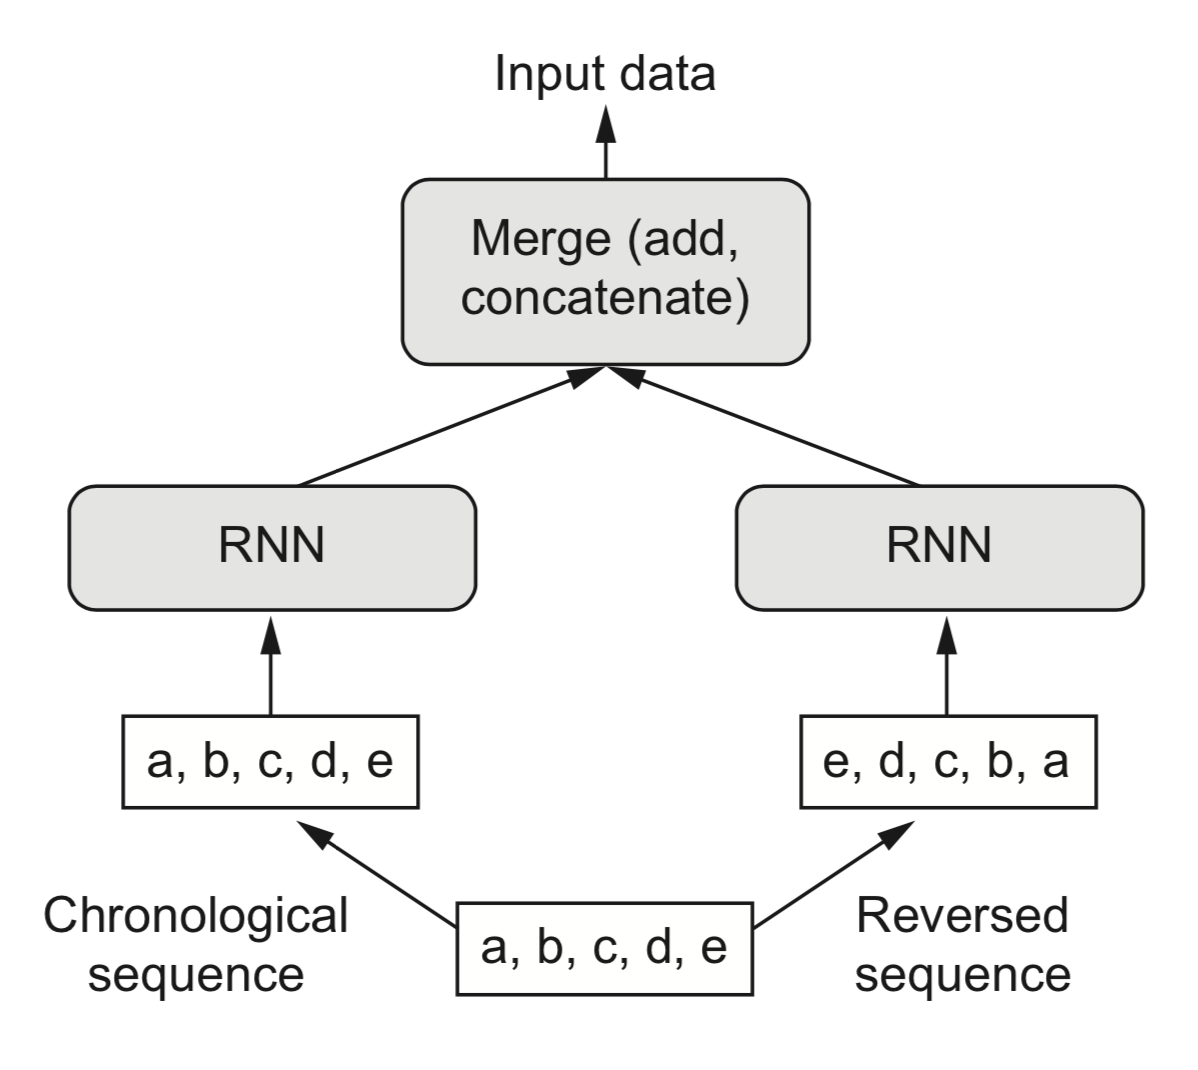 Input data
Merge (add,
concatenate)
RNN
RNN
a, b, c, d, e
e, d, c, b, a
Chronological
sequence
a, b, c, d, e
Reversed
sequence